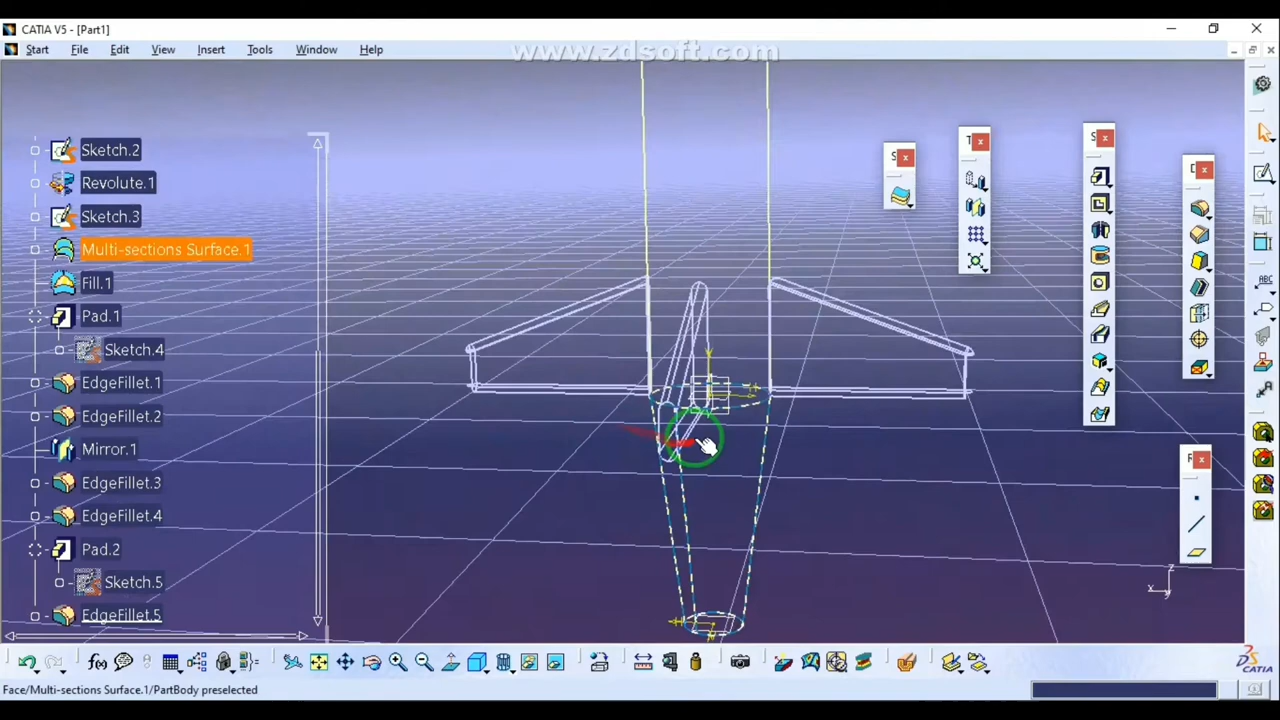 CATIA V5 - [Part1]
Start File Edit View Insert Tools Window Help
www.zdsoft.com
S
T
S
D
Sketch.2
Revolute.1
Sketch.3
Multi-sections Surface.1
Fill.1
Pad.1
Sketch.4
EdgeFillet.1
EdgeFillet.2
Mirror.1
EdgeFillet.3
EdgeFillet.4
Pad.2
Sketch.5
EdgeFillet.5
ABC
F
z
x
y
f(x)
CATIA
Face/Multi-sections Surface.1/PartBody preselected